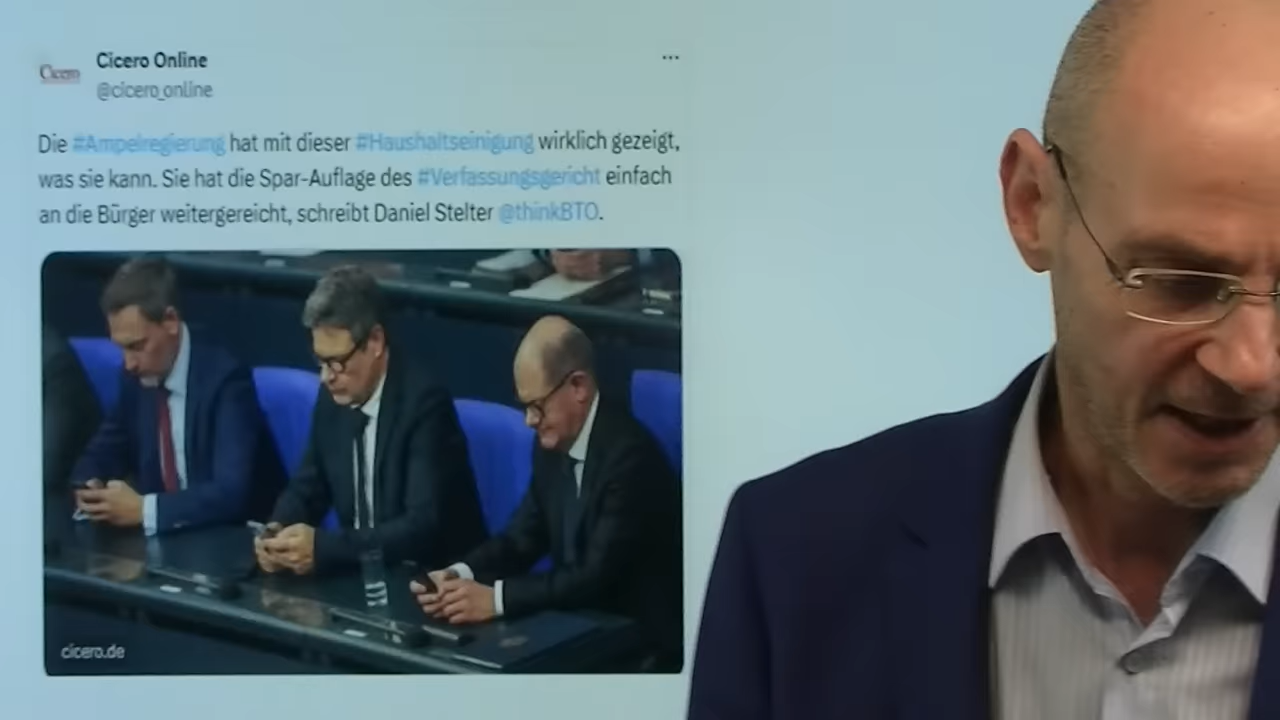 Cicero Online
Cicero
@cicero_online
Die #Ampelregierung hat mit dieser #Haushaltseinigung wirklich gezeigt,
was sie kann. Sie hat die Spar-Auflage des #Verfassungsgericht einfach
an die Bürger weitergereicht, schreibt Daniel Stelter @thinkBTO.
cicero.de